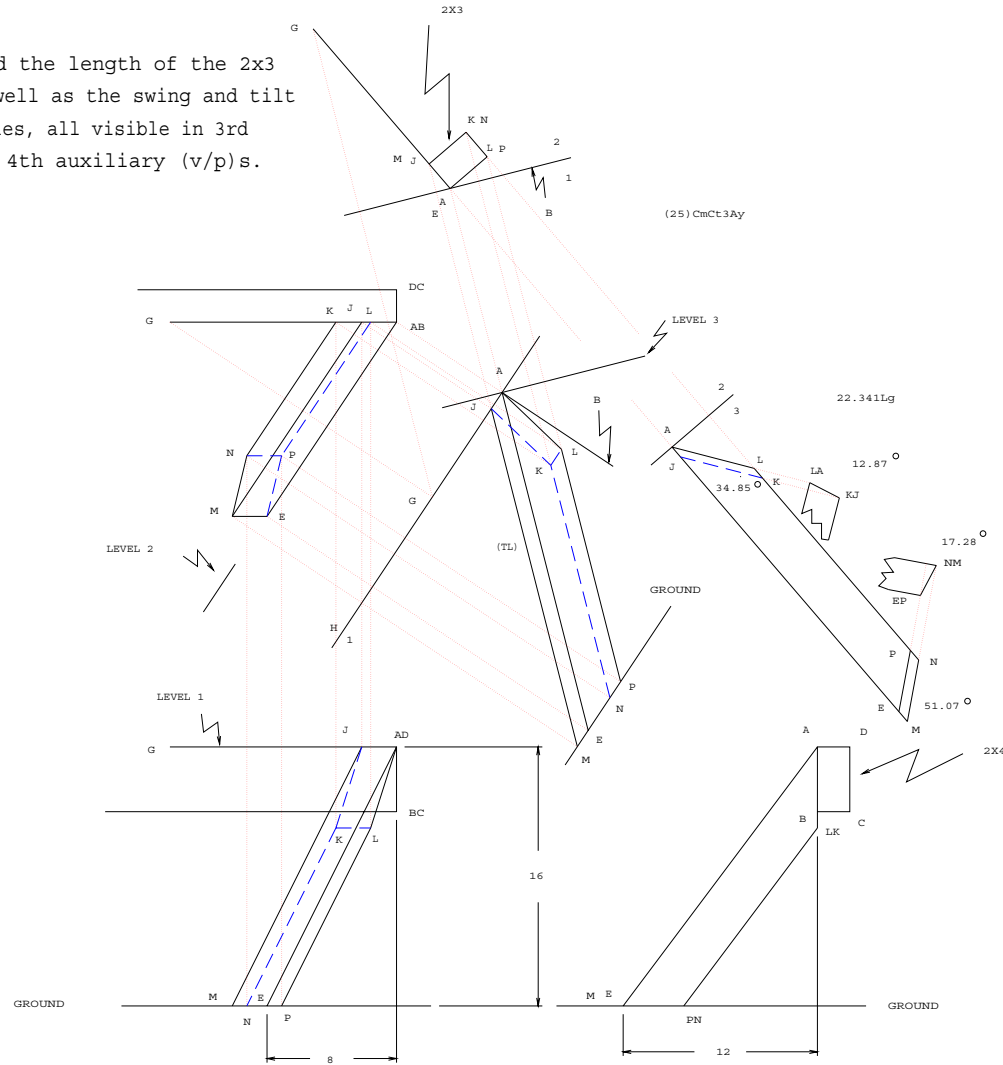 2X3
G
d the length of the 2x3
well as the swing and tilt
es, all visible in 3rd
4th auxiliary (v/p)s.
K N
M J
L P
2
1
A
E
B
(25)CmCt3Ay
DC
G
K J L
AB
LEVEL 3
A
B
J
L
K
N
P
M
E
G
(TL)
LEVEL 2
H
1
GROUND
P
N
E
M
2
3
22.341Lg
A
L
J
K
34.85°
LA
12.87°
KJ
17.28°
NM
EP
P
N
E
51.07°
M
LEVEL 1
J
AD
G
BC
K
L
16
A
D
2X4
B
C
LK
GROUND
M
E
N
P
M E
PN
GROUND
8
12